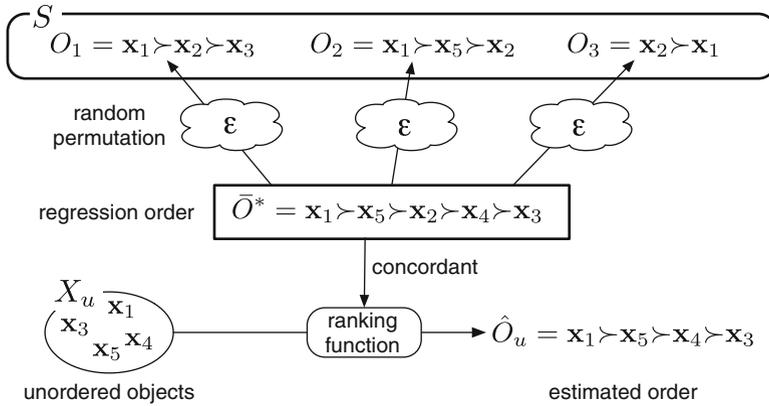 S
O₁ = x₁≻x₂≻x₃ O₂ = x₁≻x₅≻x₂ O₃ = x₂≻x₁
random
permutation
ε ε ε
regression order
Ō* = x₁≻x₅≻x₂≻x₄≻x₃
concordant
Xᵤ
x₁
x₃
x₄
x₅
ranking
function
Ôᵤ = x₁≻x₅≻x₄≻x₃
unordered objects
estimated order